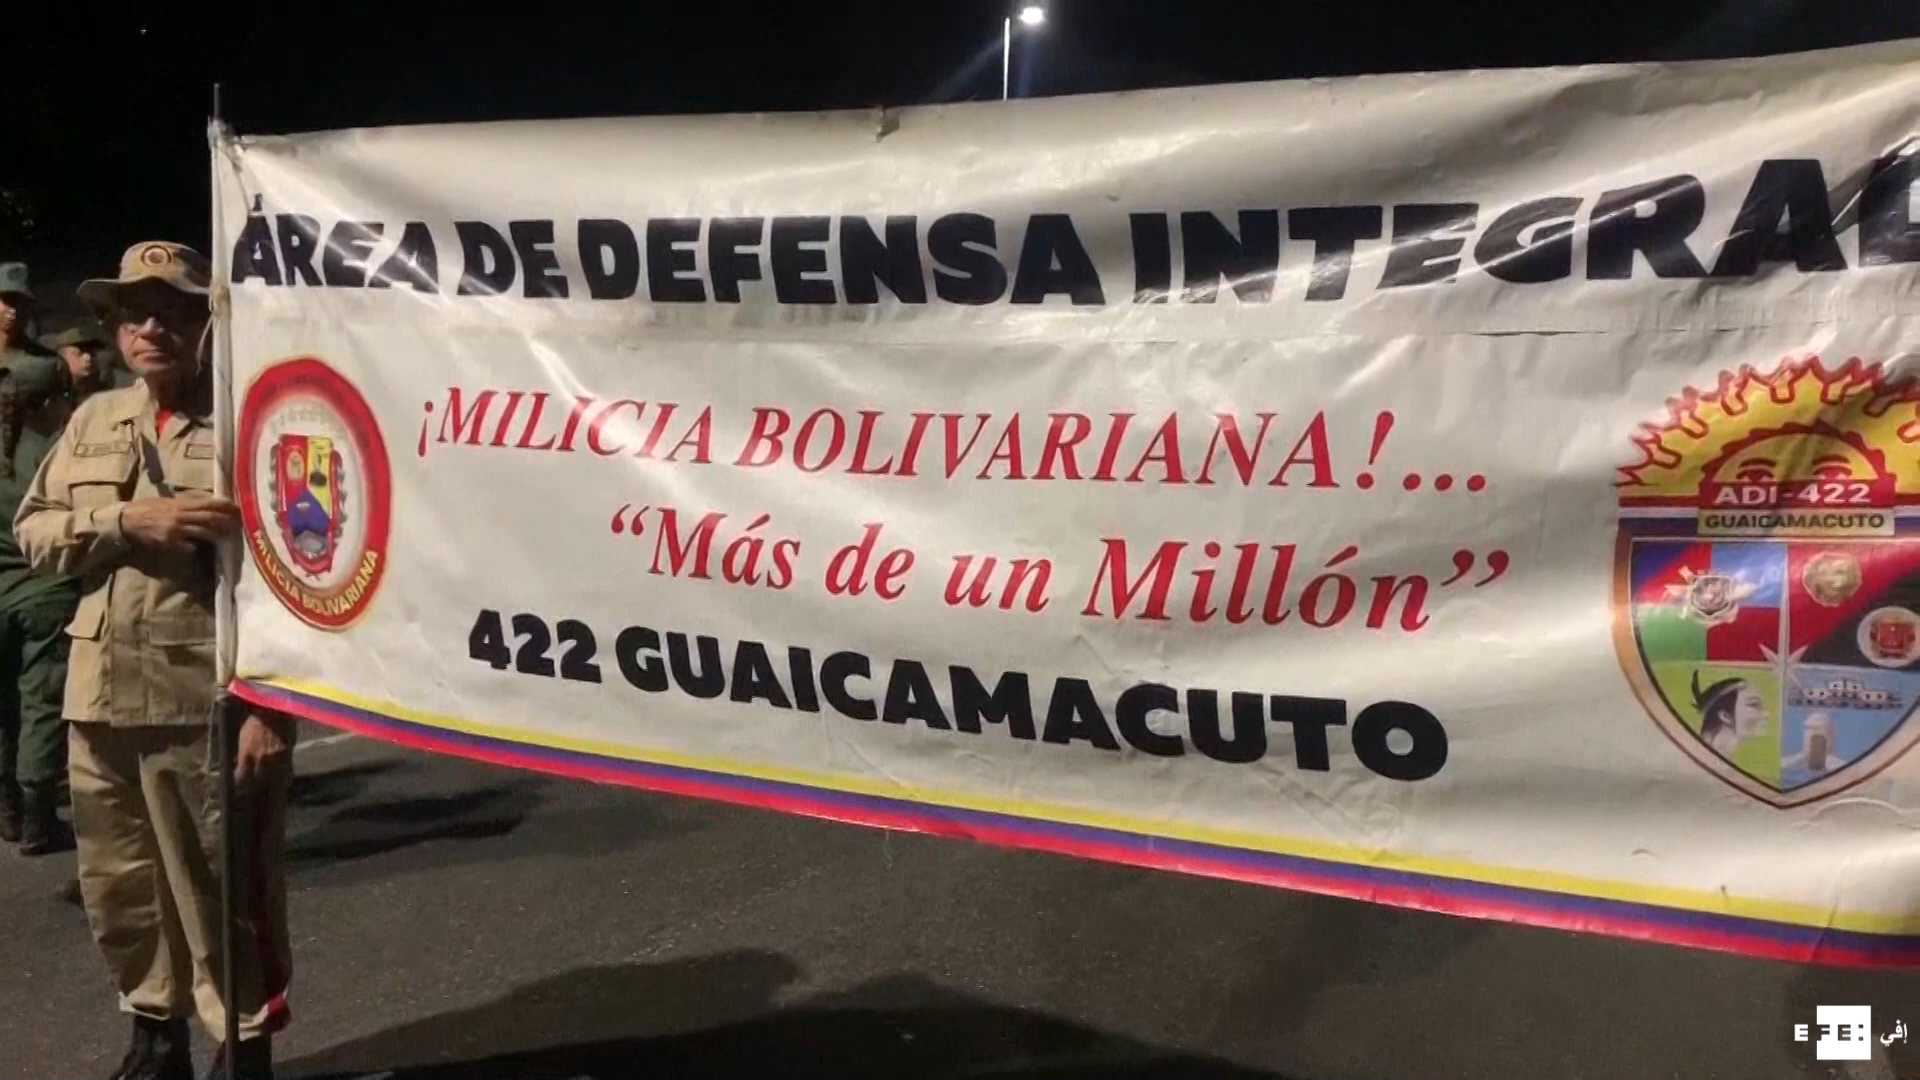 ÁREA DE DEFENSA INTEGRAL
¡MILICIA BOLIVARIANA!...
“Más de un Millón”
422 GUAICAMACUTO
MILICIA BOLIVARIANA
ADI-422
GUAICAMACUTO
EFE: إفي